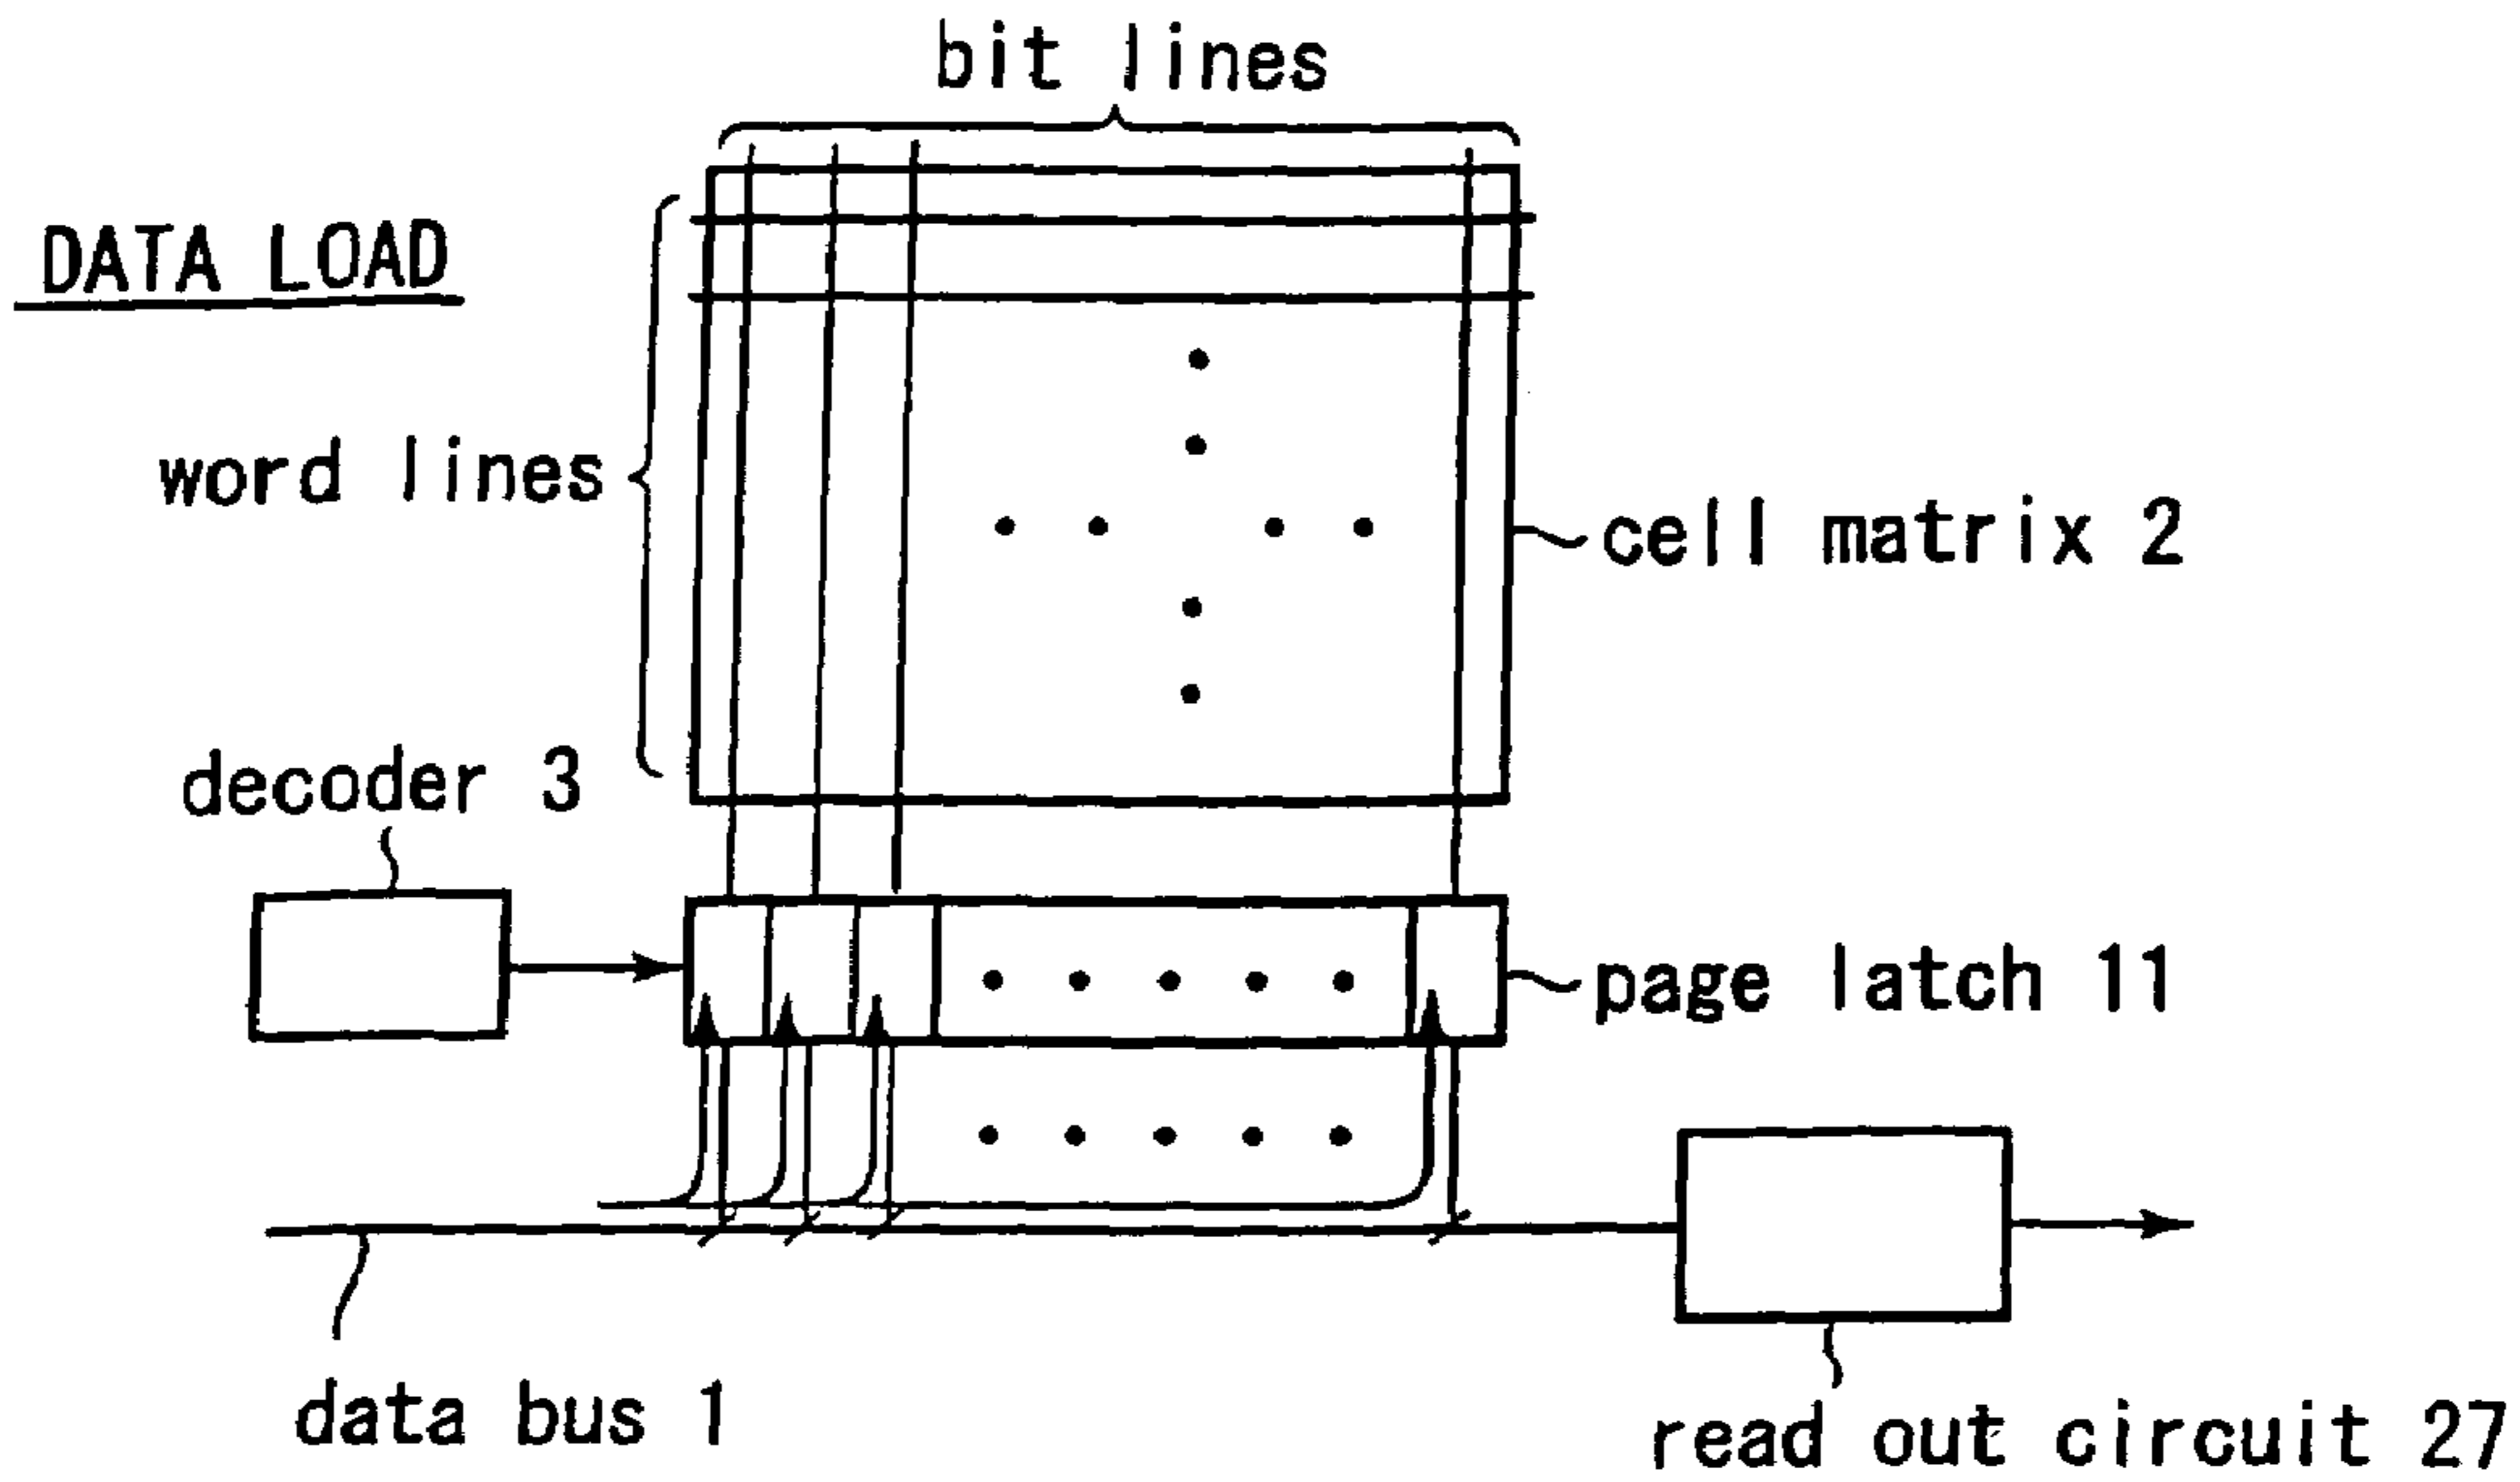 bit lines
DATA LOAD
word lines
cell matrix 2
decoder 3
page latch 11
data bus 1
read out circuit 27